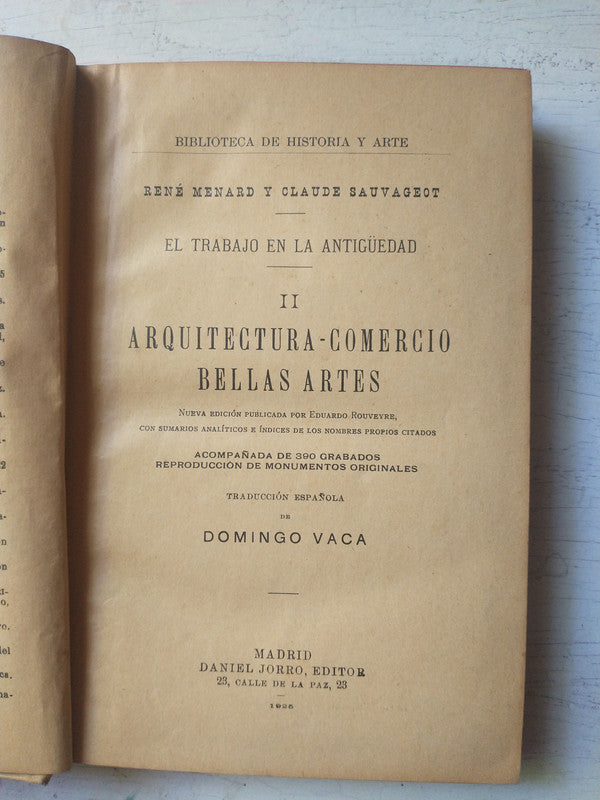 BIBLIOTECA DE HISTORIA Y ARTE
RENÉ MENARD Y CLAUDE SAUVAGEOT
EL TRABAJO EN LA ANTIGÜEDAD
II
ARQUITECTURA-COMERCIO
BELLAS ARTES
NUEVA EDICIÓN PUBLICADA POR EDUARDO ROUVEYRE,
CON SUMARIOS ANALÍTICOS E ÍNDICES DE LOS NOMBRES PROPIOS CITADOS
ACOMPAÑADA DE 390 GRABADOS
REPRODUCCIÓN DE MONUMENTOS ORIGINALES
TRADUCCIÓN ESPAÑOLA
DE
DOMINGO VACA
MADRID
DANIEL JORRO, EDITOR
23, CALLE DE LA PAZ, 23
1925